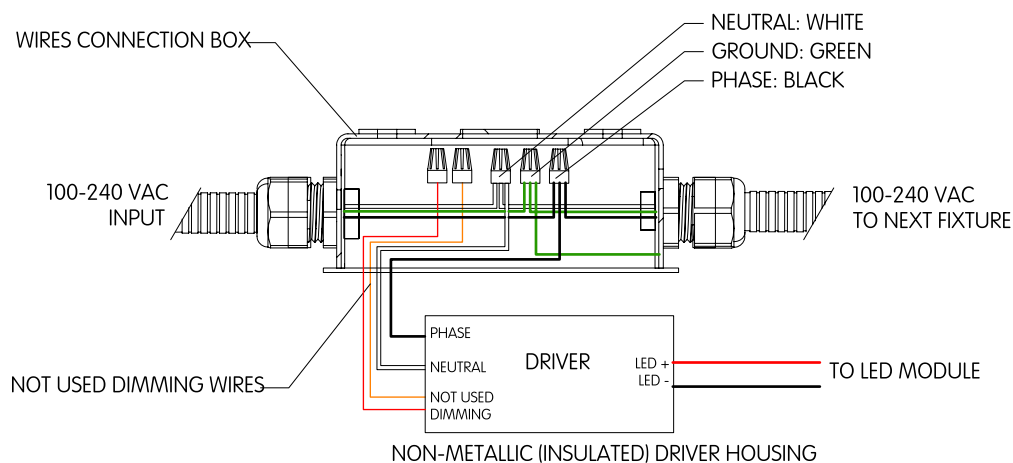 NEUTRAL: WHITE
WIRES CONNECTION BOX
GROUND: GREEN
PHASE: BLACK
100-240 VAC
INPUT
100-240 VAC
TO NEXT FIXTURE
PHASE
DRIVER
LED +
NEUTRAL
LED -
TO LED MODULE
NOT USED DIMMING WIRES
NOT USED
DIMMING
NON-METALLIC (INSULATED) DRIVER HOUSING